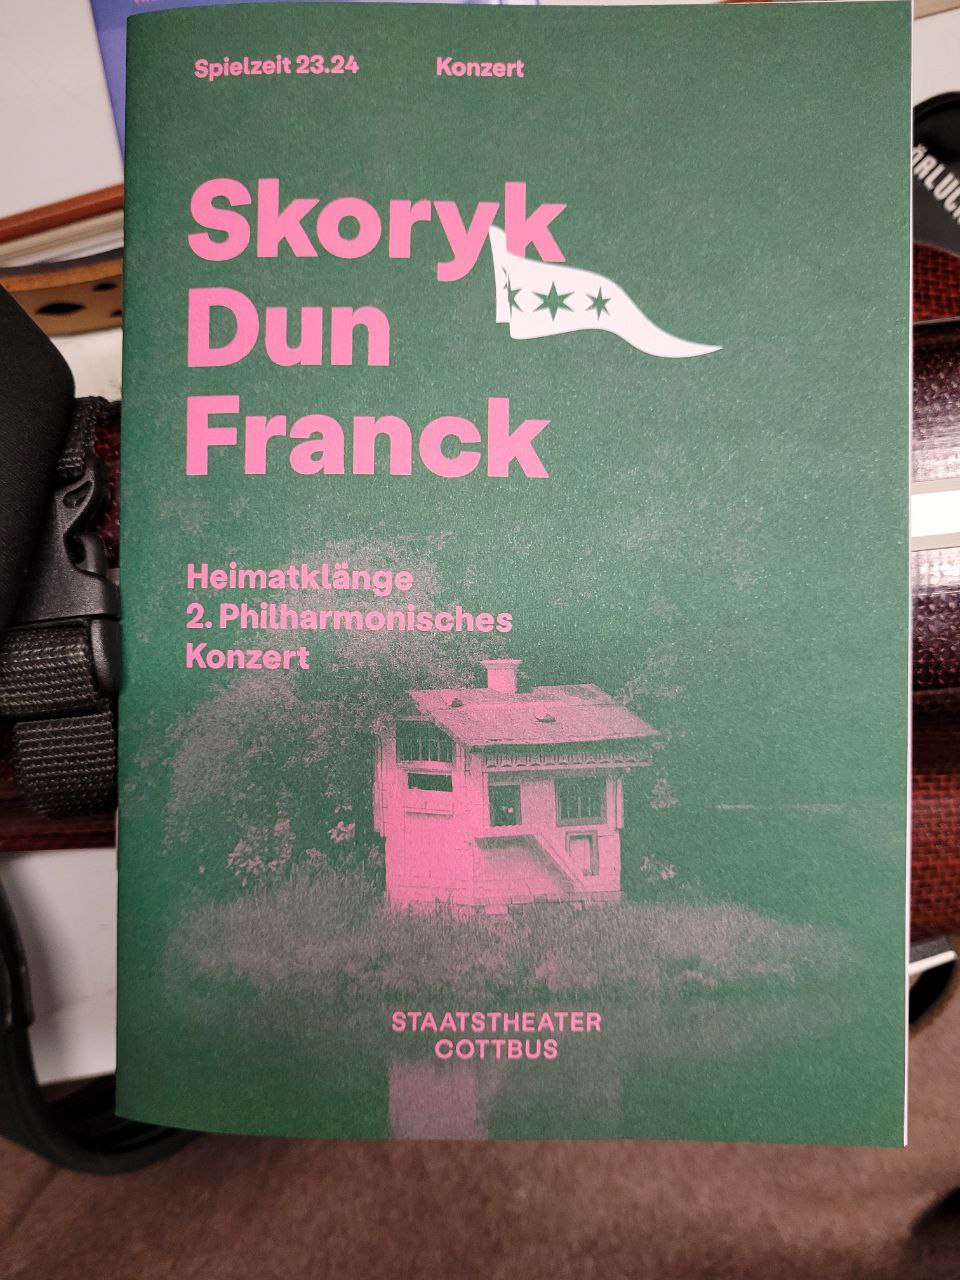 Spielzeit 23.24 Konzert
Skoryk
Dun
Franck
Heimatklänge
2. Philharmonisches
Konzert
STAATSTHEATER
COTTBUS